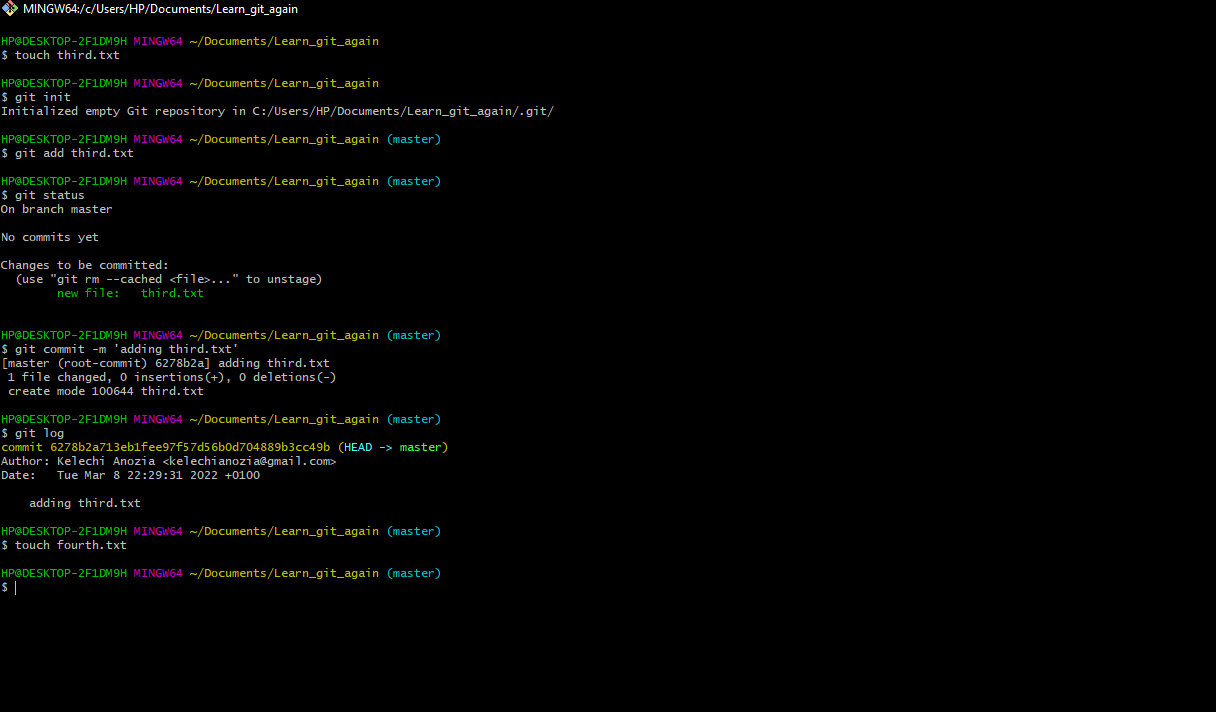 MINGW64:/c/Users/HP/Documents/Learn_git_again
HP@DESKTOP-2F1DM9H MINGW64 ~/Documents/Learn_git_again
$ touch third.txt
HP@DESKTOP-2F1DM9H MINGW64 ~/Documents/Learn_git_again
$ git init
Initialized empty Git repository in C:/Users/HP/Documents/Learn_git_again/.git/
HP@DESKTOP-2F1DM9H MINGW64 ~/Documents/Learn_git_again (master)
$ git add third.txt
HP@DESKTOP-2F1DM9H MINGW64 ~/Documents/Learn_git_again (master)
$ git status
On branch master
No commits yet
Changes to be committed:
  (use "git rm --cached <file>..." to unstage)
        new file:   third.txt
HP@DESKTOP-2F1DM9H MINGW64 ~/Documents/Learn_git_again (master)
$ git commit -m 'adding third.txt'
[master (root-commit) 6278b2a] adding third.txt
 1 file changed, 0 insertions(+), 0 deletions(-)
 create mode 100644 third.txt
HP@DESKTOP-2F1DM9H MINGW64 ~/Documents/Learn_git_again (master)
$ git log
commit 6278b2a713eb1fee97f57d56b0d704889b3cc49b (HEAD -> master)
Author: Kelechi Anozia <kelechianozia@gmail.com>
Date:   Tue Mar 8 22:29:31 2022 +0100
    adding third.txt
HP@DESKTOP-2F1DM9H MINGW64 ~/Documents/Learn_git_again (master)
$ touch fourth.txt
HP@DESKTOP-2F1DM9H MINGW64 ~/Documents/Learn_git_again (master)
$